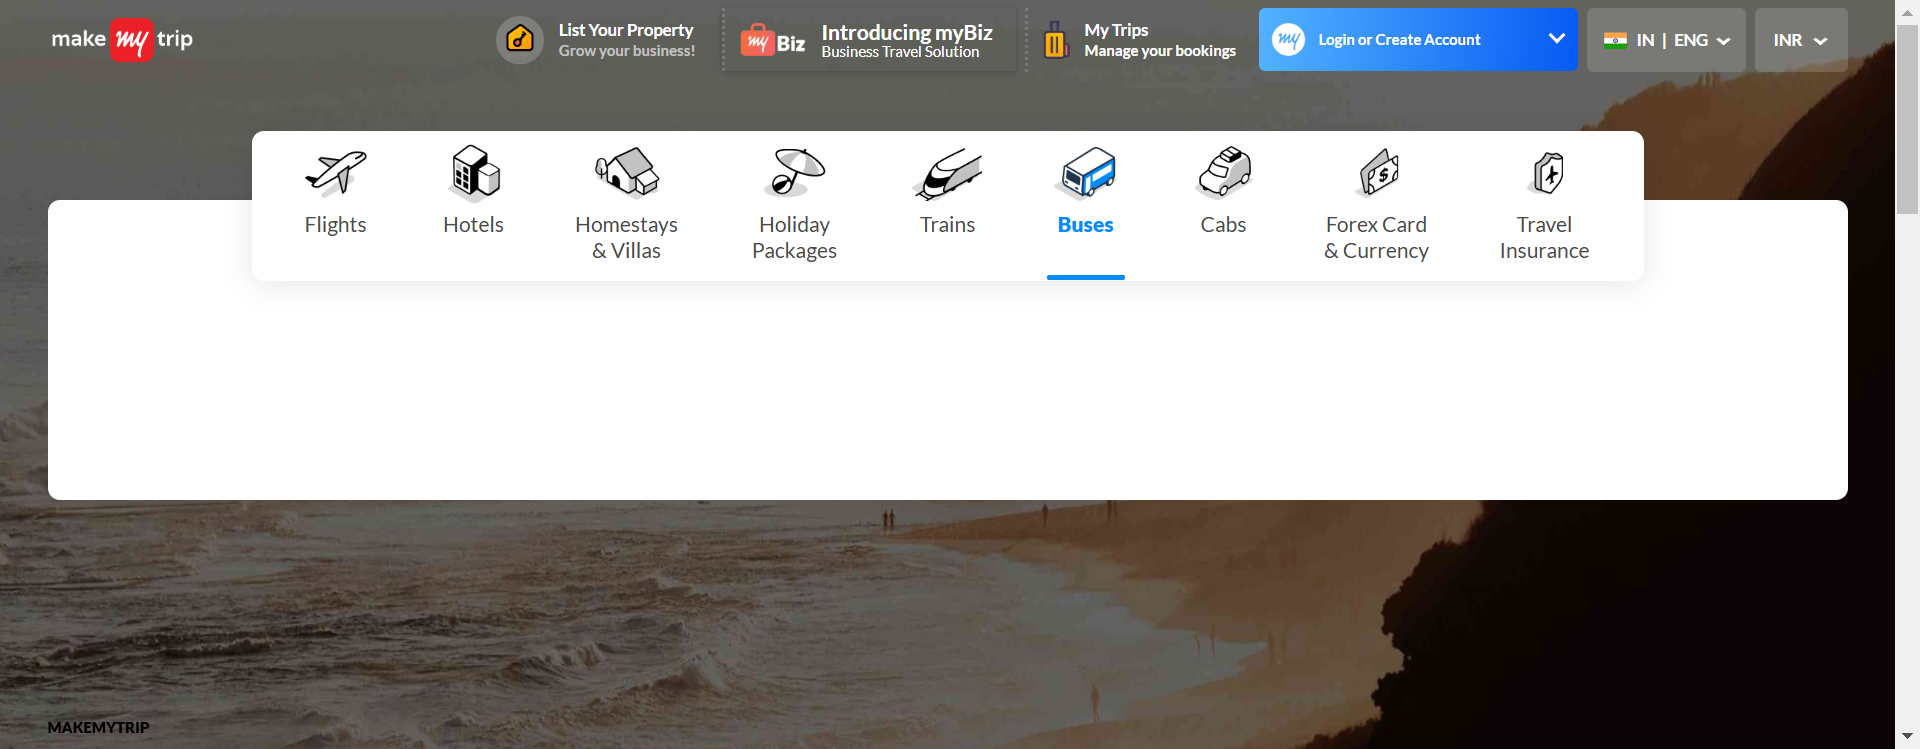 make my trip
List Your Property
Grow your business!
my Biz
Introducing myBiz
Business Travel Solution
My Trips
Manage your bookings
my
Login or Create Account
IN | ENG
INR
Flights
Hotels
Homestays
& Villas
Holiday
Packages
Trains
Buses
Cabs
$
Forex Card
& Currency
Travel
Insurance
MAKEMYTRIP